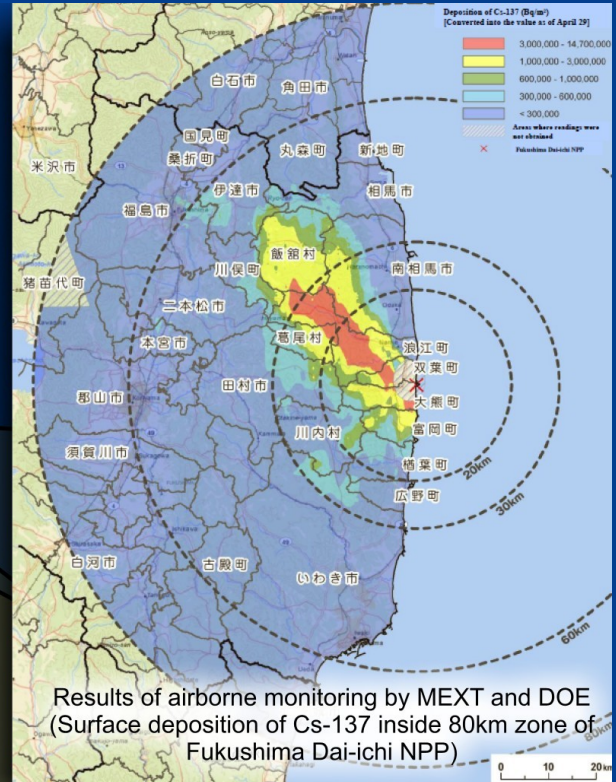 Deposition of Cs-137 (Bq/m²)
[Converted into the value as of April 29]
3,000,000 - 14,700,000
1,000,000 - 3,000,000
600,000 - 1,000,000
300,000 - 600,000
< 300,000
Areas where readings were
not obtained
Fukushima Dai-ichi NPP
白石市
角田市
国見町
丸森町
新地町
桑折町
米沢市
伊達市
相馬市
福島市
飯舘村
川俣町
南相馬市
猪苗代町
二本松市
葛尾村
本宮市
浪江町
双葉町
田村市
郡山市
大熊町
川内村
富岡町
須賀川市
楢葉町
20km
広野町
30km
白河市
古殿町
いわき市
60km
80km
Results of airborne monitoring by MEXT and DOE
(Surface deposition of Cs-137 inside 80km zone of
Fukushima Dai-ichi NPP)
0 10 20 km